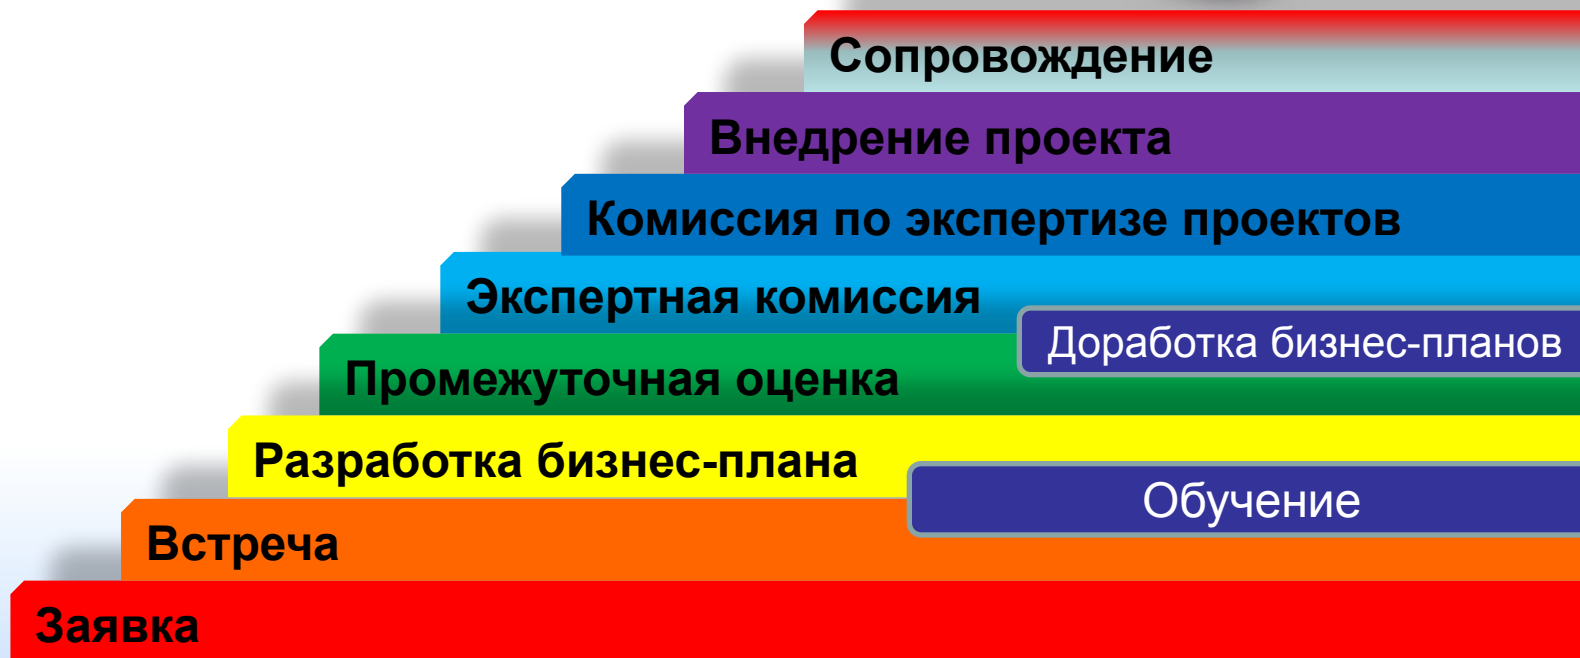 Сопровождение
Внедрение проекта
Комиссия по экспертизе проектов
Экспертная комиссия
Доработка бизнес-планов
Промежуточная оценка
Разработка бизнес-плана
Обучение
Встреча
Заявка